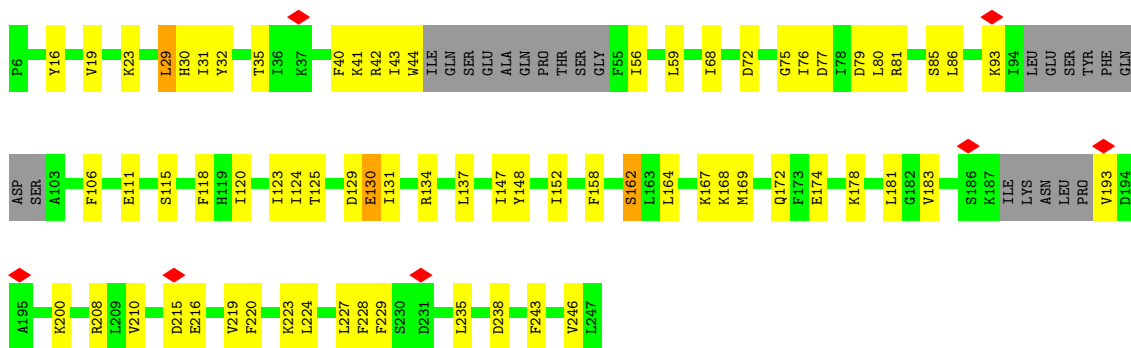 P6 Y16 V19 K23 L29 H30 I31 Y32 T35 I36 K37 F40 K41 R42 I43 W44 ILE GLN SER GLU ALA GLN PRO THR SER GLY F55 I56 L59 I68 D72 G75 I76 D77 I78 D79 L80 R81 S85 L86 K93 I94 LEU GLU SER TYR PHE GLN
ASP SER A103 F106 E111 S115 F118 H119 I120 I123 I124 T125 D129 E130 I131 R134 L137 I147 Y148 I152 F158 S162 L163 L164 K167 K168 M169 Q172 F173 E174 K178 L181 G182 V183 S186 K187 ILE LYS ASN LEU PRO V193 D194
A195 K200 R208 L209 V210 D215 E216 V219 F220 K223 L224 L227 F228 F229 S230 D231 L235 D238 F243 V246 L247